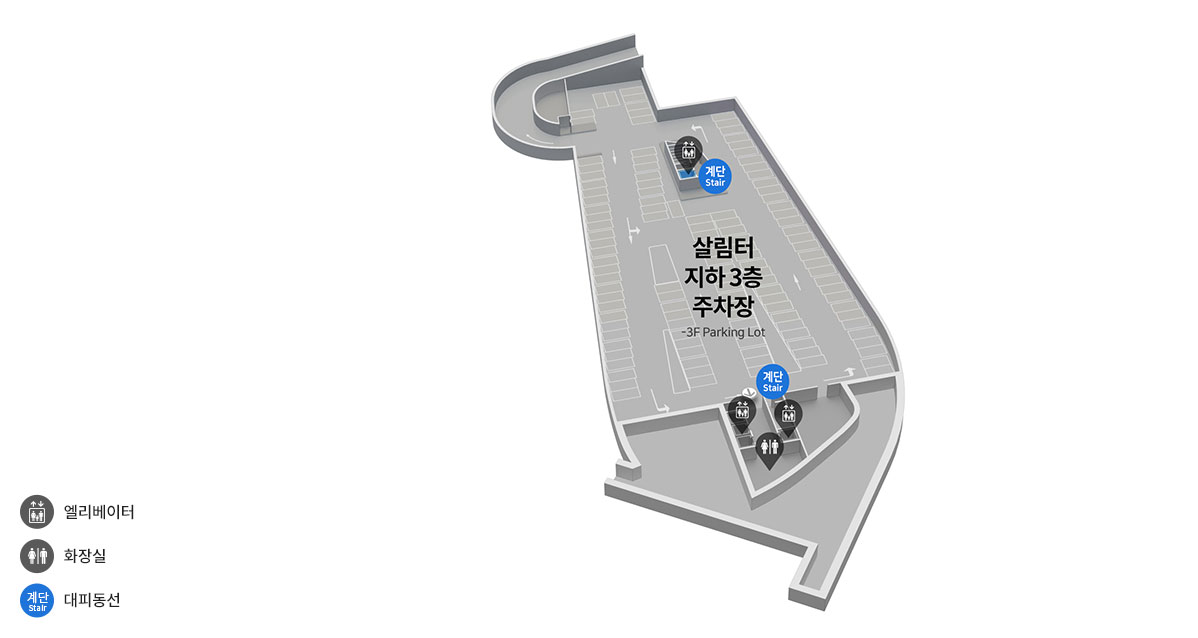 계단
Stair
살림터
지하 3층
주차장
-3F Parking Lot
계단
Stair
엘리베이터
화장실
계단
Stair
대피동선